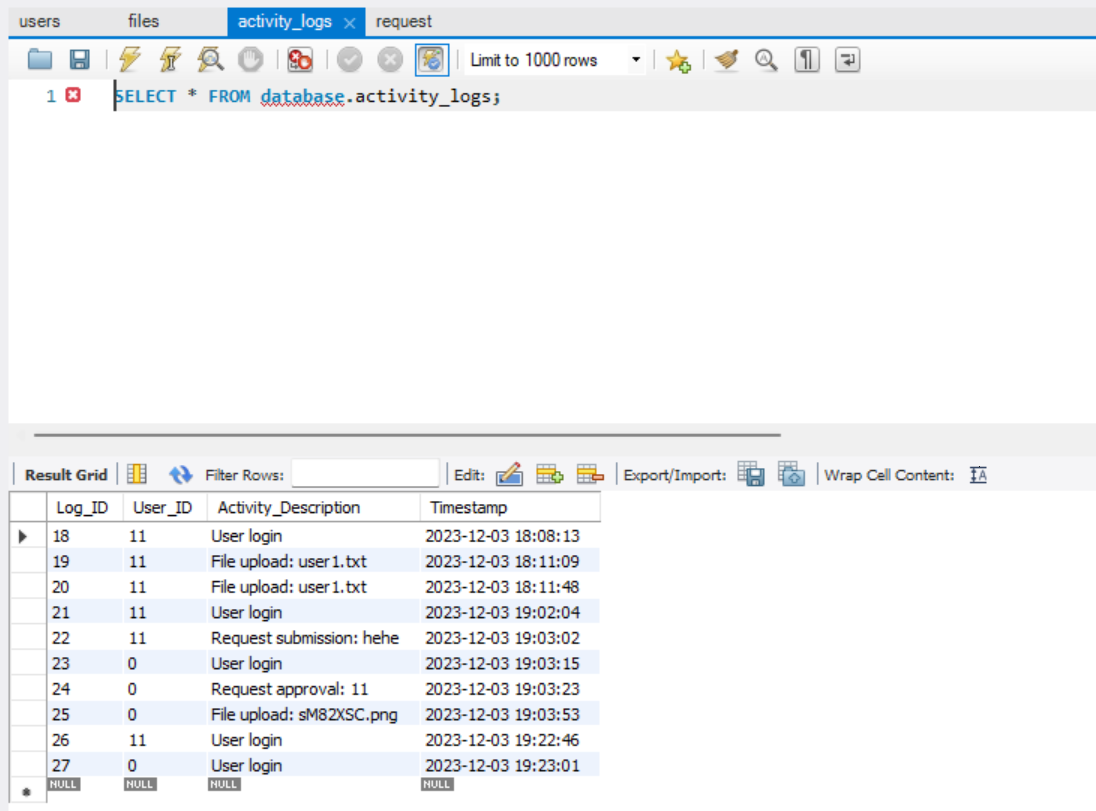 users files activity_logs × request
Limit to 1000 rows
1 SELECT * FROM database.activity_logs;
Result Grid Filter Rows: Edit: Export/Import: Wrap Cell Content:
Log_ID User_ID Activity_Description Timestamp
18 11 User login 2023-12-03 18:08:13
19 11 File upload: user1.txt 2023-12-03 18:11:09
20 11 File upload: user1.txt 2023-12-03 18:11:48
21 11 User login 2023-12-03 19:02:04
22 11 Request submission: hehe 2023-12-03 19:03:02
23 0 User login 2023-12-03 19:03:15
24 0 Request approval: 11 2023-12-03 19:03:23
25 0 File upload: sM82XSC.png 2023-12-03 19:03:53
26 11 User login 2023-12-03 19:22:46
27 0 User login 2023-12-03 19:23:01
NULL NULL NULL NULL